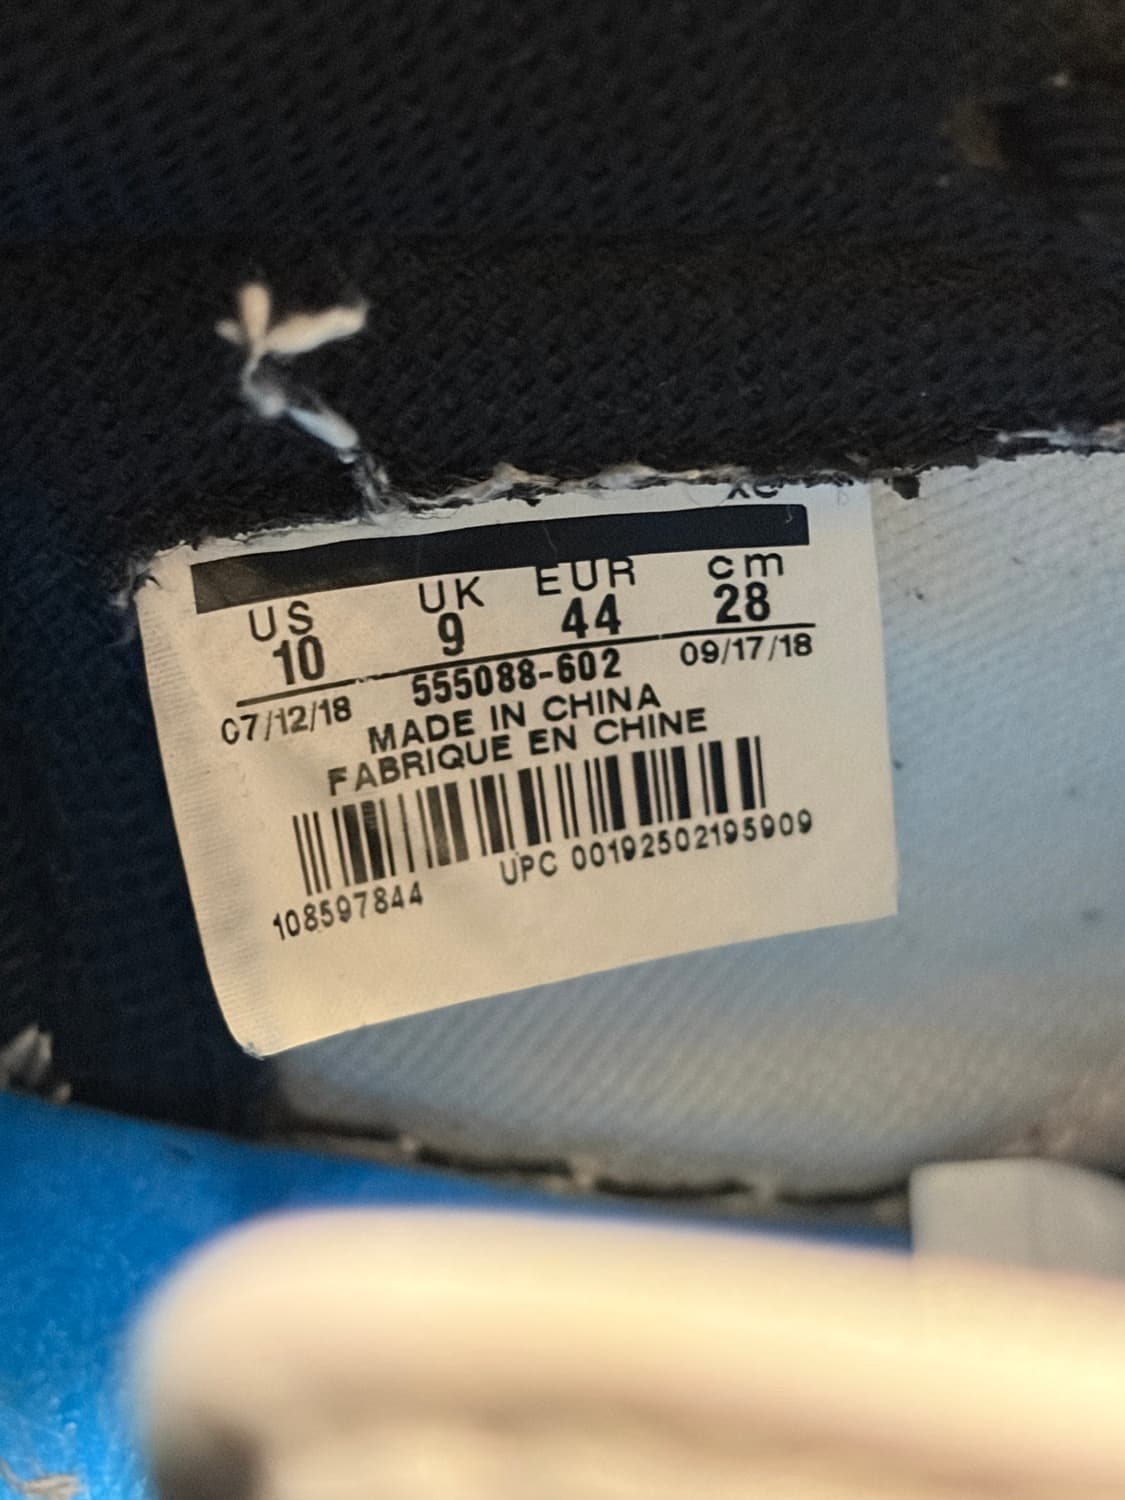 XC
US UK EUR cm
10 9 44 28
07/12/18 555088-602 09/17/18
MADE IN CHINA
FABRIQUE EN CHINE
108597844 UPC 00192502195909